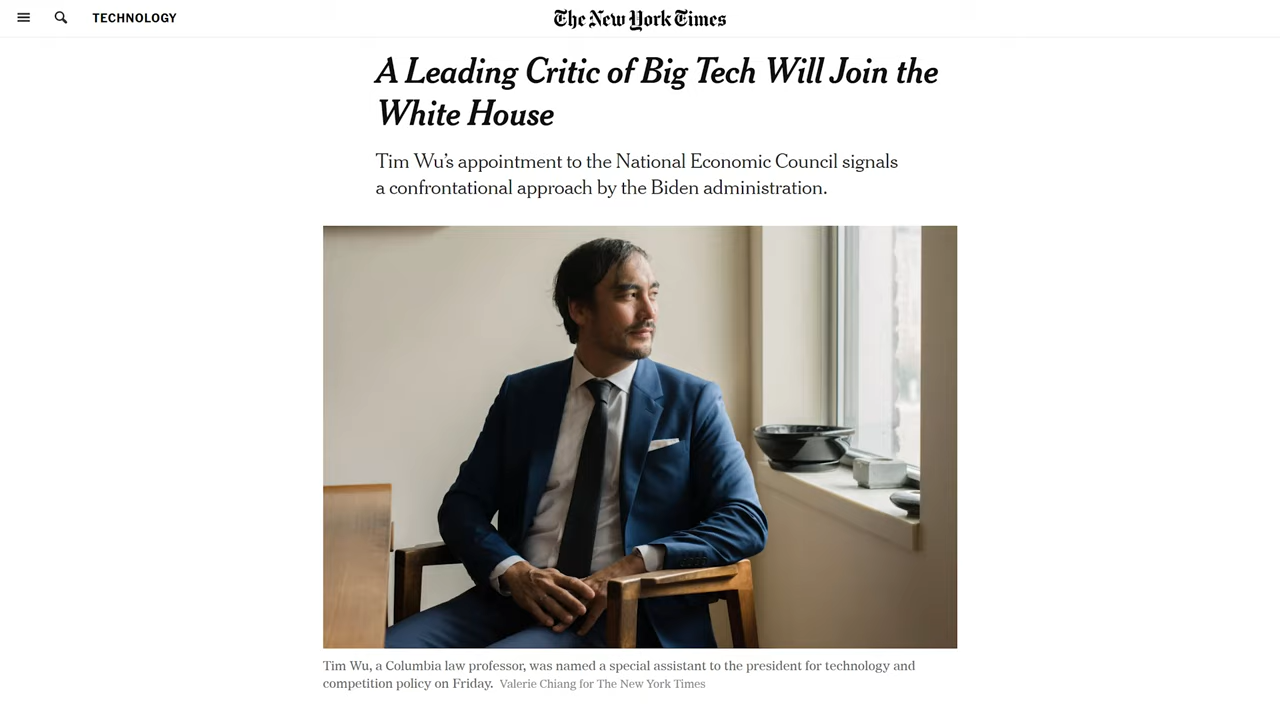 TECHNOLOGY
The New York Times
A Leading Critic of Big Tech Will Join the
White House
Tim Wu’s appointment to the National Economic Council signals
a confrontational approach by the Biden administration.
Tim Wu, a Columbia law professor, was named a special assistant to the president for technology and
competition policy on Friday. Valerie Chiang for The New York Times